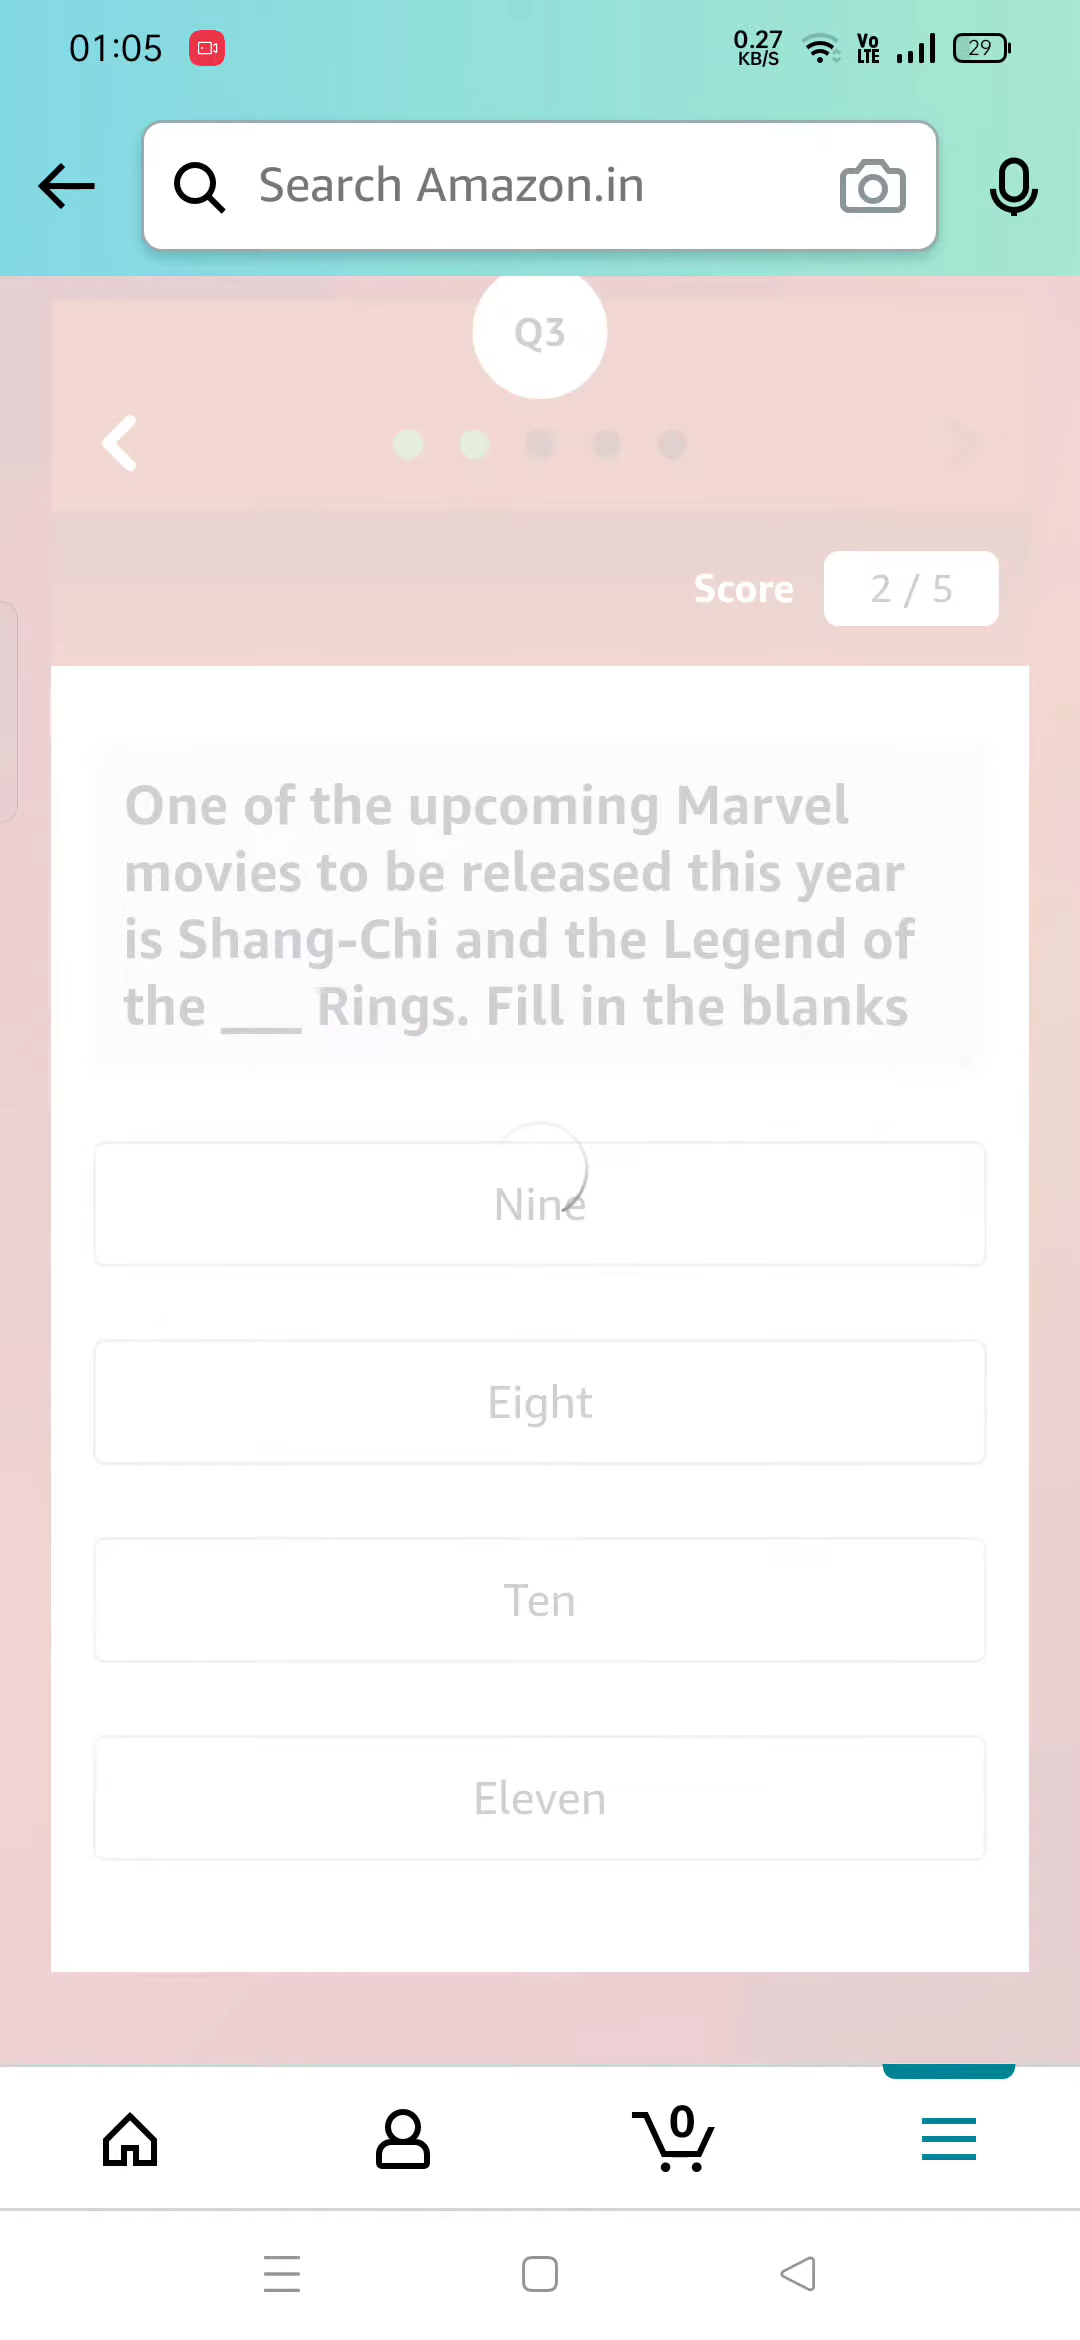 01:05
0.27
KB/S
Vo
LTE
29
Search Amazon.in
Q3
Score
2 / 5
One of the upcoming Marvel
movies to be released this year
is Shang-Chi and the Legend of
the ___ Rings. Fill in the blanks
Nine
Eight
Ten
Eleven
0